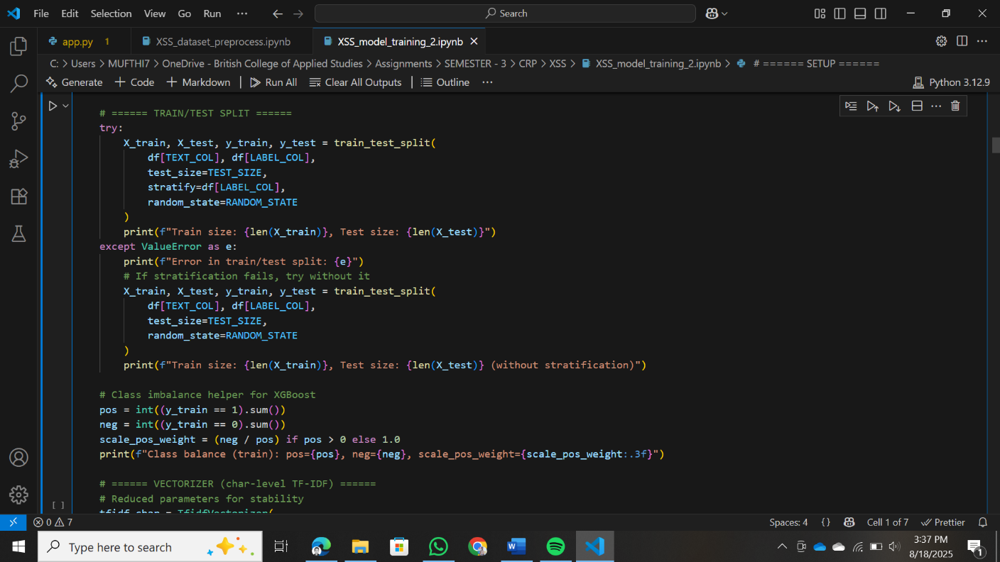 File Edit Selection View Go Run ··· Search
app.py 1 XSS_dataset_preprocess.ipynb XSS_model_training_2.ipynb
C: > Users > MUFTHI7 > OneDrive - British College of Applied Studies > Assignments > SEMESTER - 3 > CRP > XSS > XSS_model_training_2.ipynb > # ====== SETUP ======
Generate + Code + Markdown | Run All Clear All Outputs | Outline ··· Python 3.12.9
# ====== TRAIN/TEST SPLIT ======
try:
    X_train, X_test, y_train, y_test = train_test_split(
        df[TEXT_COL], df[LABEL_COL],
        test_size=TEST_SIZE,
        stratify=df[LABEL_COL],
        random_state=RANDOM_STATE
    )
    print(f"Train size: {len(X_train)}, Test size: {len(X_test)}")
except ValueError as e:
    print(f"Error in train/test split: {e}")
    # If stratification fails, try without it
    X_train, X_test, y_train, y_test = train_test_split(
        df[TEXT_COL], df[LABEL_COL],
        test_size=TEST_SIZE,
        random_state=RANDOM_STATE
    )
    print(f"Train size: {len(X_train)}, Test size: {len(X_test)} (without stratification)")
# Class imbalance helper for XGBoost
pos = int((y_train == 1).sum())
neg = int((y_train == 0).sum())
scale_pos_weight = (neg / pos) if pos > 0 else 1.0
print(f"Class balance (train): pos={pos}, neg={neg}, scale_pos_weight={scale_pos_weight:.3f}")
# ====== VECTORIZER (char-level TF-IDF) ======
# Reduced parameters for stability
[ ] tfidf_char = TfidfVectorizer(
0 7 Spaces: 4 {} Cell 1 of 7 Prettier
Type here to search 3:37 PM
8/18/2025 1